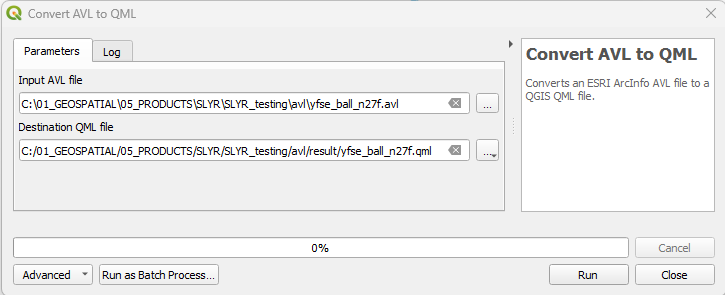 Convert AVL to QML
Parameters
Log
Input AVL file
C:\01_GEOSPATIAL\05_PRODUCTS\SLYR\SLYR_testing\avl\yfse_ball_n27f.avl
...
Destination QML file
C:/01_GEOSPATIAL/05_PRODUCTS/SLYR/SLYR_testing/avl/result/yfse_ball_n27f.qml
...
Convert AVL to QML
Converts an ESRI ArcInfo AVL file to a
QGIS QML file.
0%
Cancel
Advanced
Run as Batch Process...
Run
Close